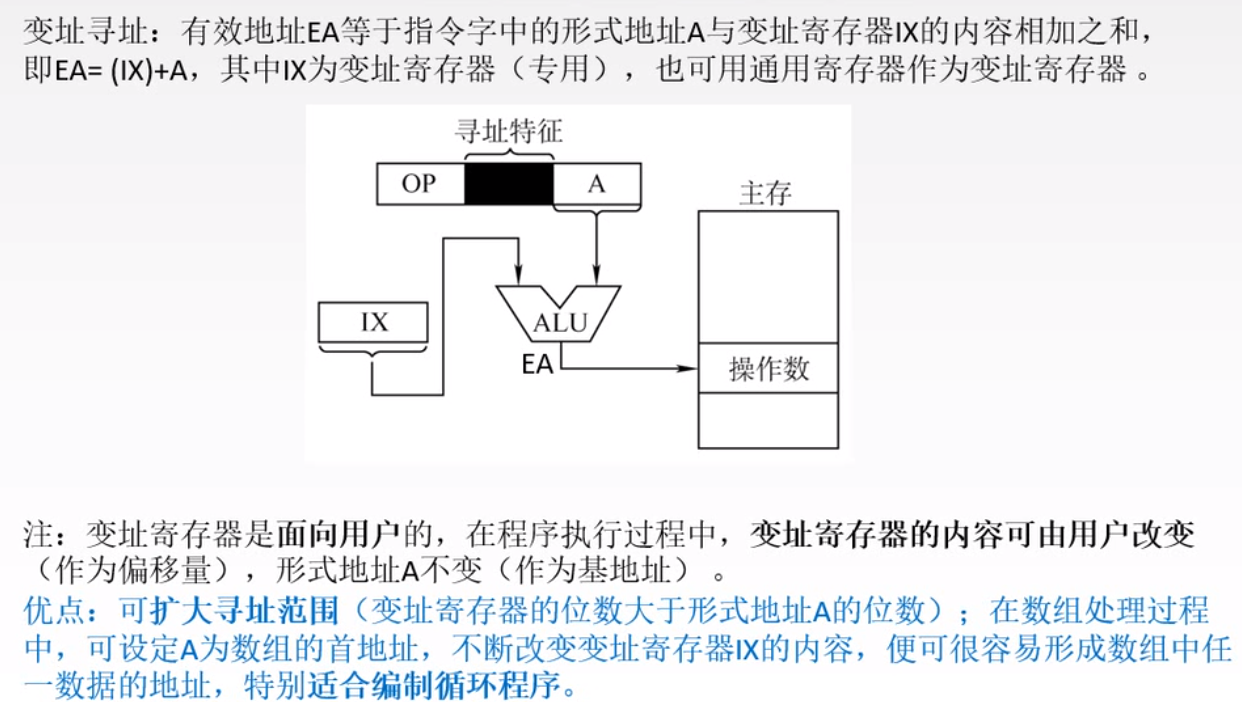 变址寻址：有效地址EA等于指令字中的形式地址A与变址寄存器IX的内容相加之和，
即EA= (IX)+A，其中IX为变址寄存器（专用），也可用通用寄存器作为变址寄存器 。
寻址特征
OP
A
主存
IX
ALU
EA
操作数
注：变址寄存器是面向用户的，在程序执行过程中，变址寄存器的内容可由用户改变
（作为偏移量），形式地址A不变（作为基地址） 。
优点：可扩大寻址范围（变址寄存器的位数大于形式地址A的位数）；在数组处理过程
中，可设定A为数组的首地址，不断改变变址寄存器IX的内容，便可很容易形成数组中任
一数据的地址，特别适合编制循环程序。